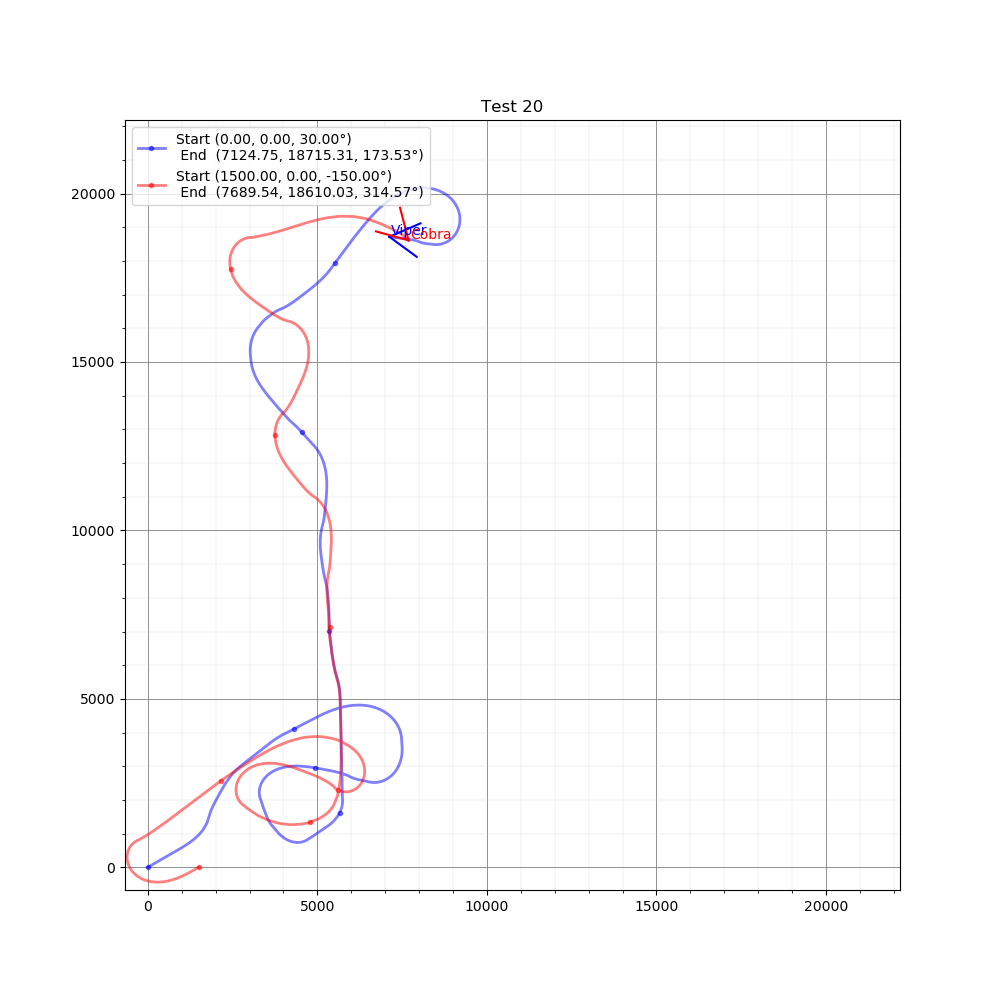 Test 20
Start (0.00, 0.00, 30.00°)
End (7124.75, 18715.31, 173.53°)
Start (1500.00, 0.00, -150.00°)
End (7689.54, 18610.03, 314.57°)
20000
Viper
Cobra
15000
10000
5000
0
0 5000 10000 15000 20000